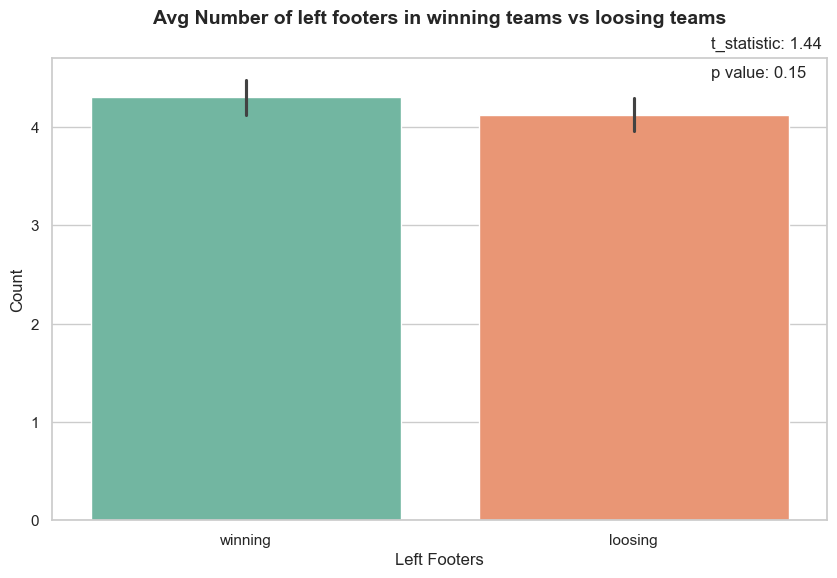 Avg Number of left footers in winning teams vs loosing teams
t_statistic: 1.44
p value: 0.15
4
3
2
1
0
Count
winning
loosing
Left Footers